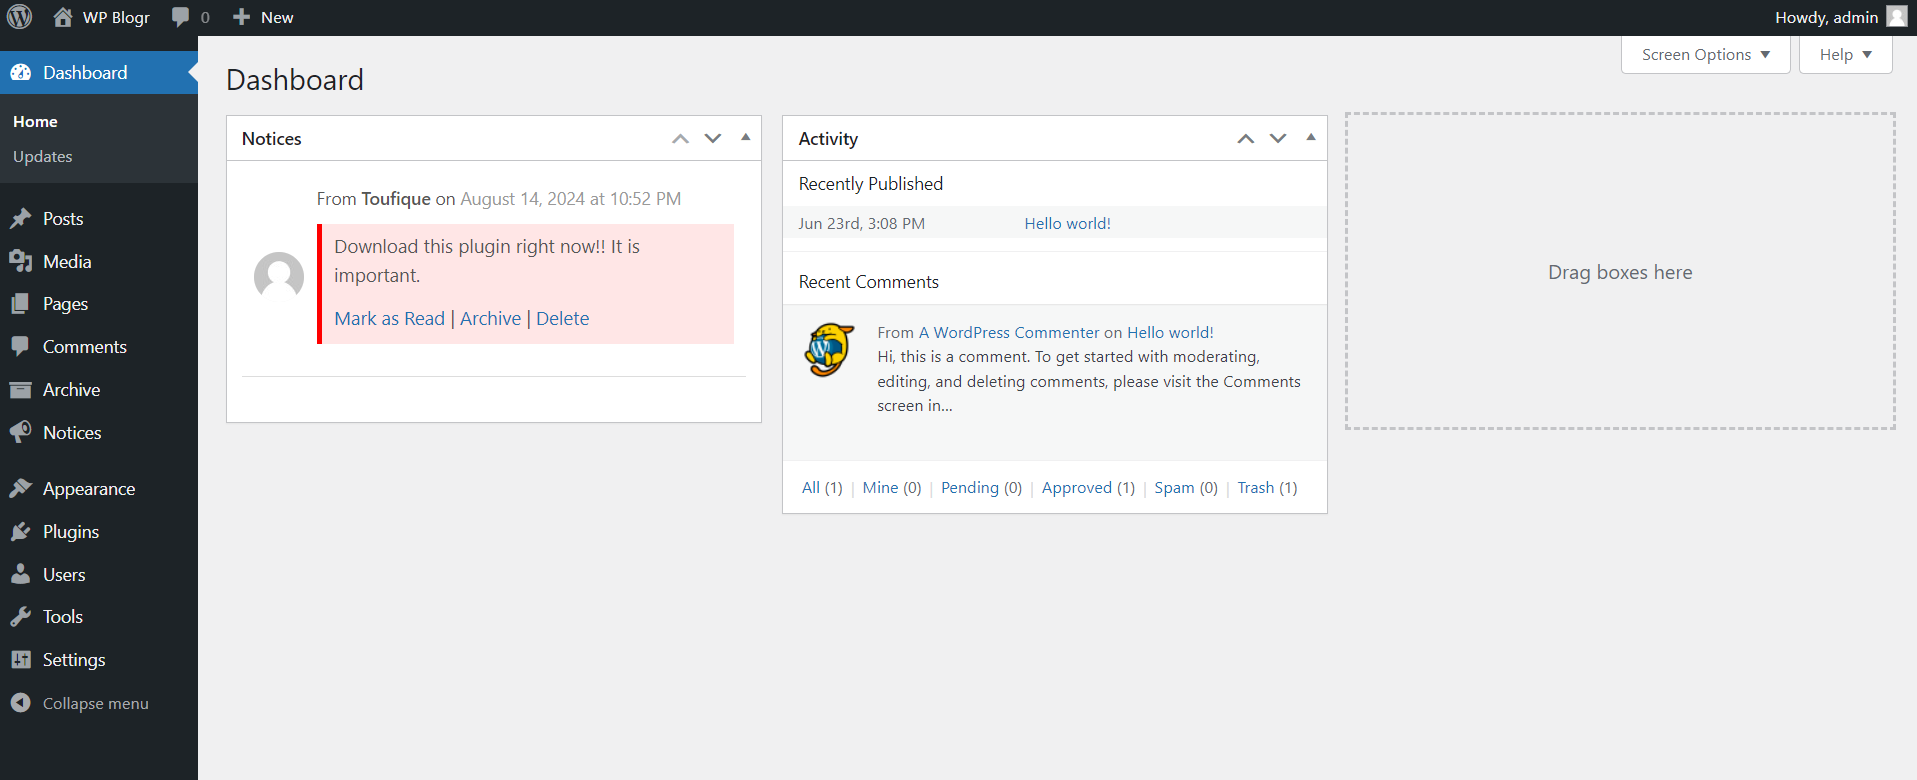 WP Blogr 0 New Howdy, admin
Screen Options Help
Dashboard
Home
Updates
Posts
Media
Pages
Comments
Archive
Notices
Appearance
Plugins
Users
Tools
Settings
Collapse menu
Dashboard
Notices
From Toufique on August 14, 2024 at 10:52 PM
Download this plugin right now!! It is
important.
Mark as Read | Archive | Delete
Activity
Recently Published
Jun 23rd, 3:08 PM Hello world!
Recent Comments
From A WordPress Commenter on Hello world!
Hi, this is a comment. To get started with moderating,
editing, and deleting comments, please visit the Comments
screen in...
All (1) | Mine (0) | Pending (0) | Approved (1) | Spam (0) | Trash (1)
Drag boxes here